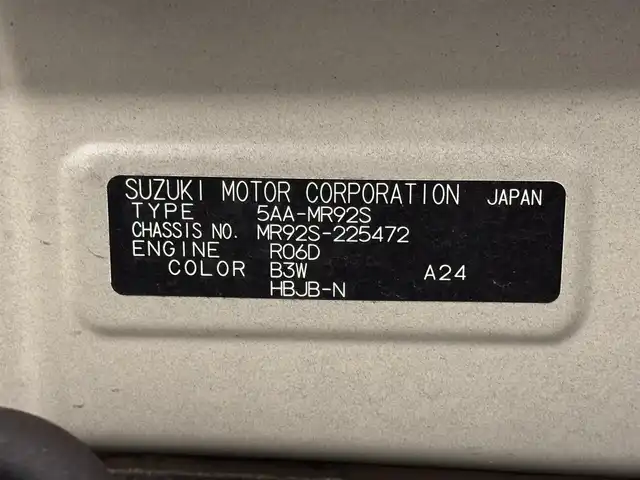 SUZUKI MOTOR CORPORATION JAPAN
TYPE 5AA-MR92S
CHASSIS NO. MR92S-225472
ENGINE R06D
COLOR B3W A24
HBJB-N